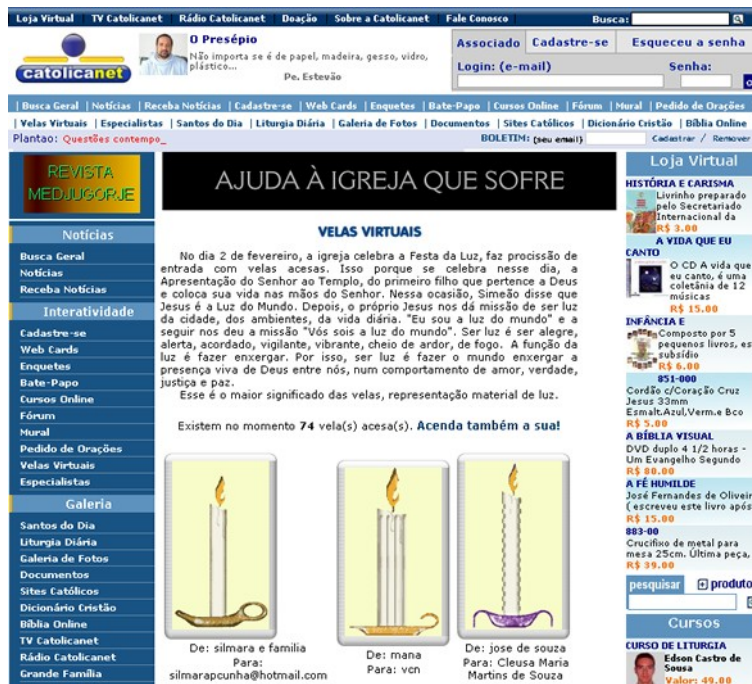 Loja Virtual TV Catolicanet Rádio Catolicanet Doação Sobre a Catolicanet Fale Conosco Busca:
catolicanet
O Presépio
Não importa se é de papel, madeira, gesso, vidro,
plástico...
Pe. Estevão
Associado Cadastre-se Esqueceu a senha
Login: (e-mail) Senha:
| Busca Geral | Notícias | Receba Notícias | Cadastre-se | Web Cards | Enquetes | Bate-Papo | Cursos Online | Fórum | Mural | Pedido de Orações
| Velas Virtuais | Especialistas | Santos do Dia | Liturgia Diária | Galeria de Fotos | Documentos | Sites Católicos | Dicionário Cristão | Bíblia Online
Plantao: Questões contempo_
BOLETIM: (seu email) Cadastrar / Remover
REVISTA
MEDJUGORJE
Notícias
Busca Geral
Notícias
Receba Notícias
Interatividade
Cadastre-se
Web Cards
Enquetes
Bate-Papo
Cursos Online
Fórum
Mural
Pedido de Orações
Velas Virtuais
Especialistas
Galeria
Santos do Dia
Liturgia Diária
Galeria de Fotos
Documentos
Sites Católicos
Dicionário Cristão
Bíblia Online
TV Catolicanet
Rádio Catolicanet
Grande Família
AJUDA À IGREJA QUE SOFRE
VELAS VIRTUAIS
No dia 2 de fevereiro, a igreja celebra a Festa da Luz, faz procissão de
entrada com velas acesas. Isso porque se celebra nesse dia, a
Apresentação do Senhor ao Templo, do primeiro filho que pertence a Deus
e coloca sua vida nas mãos do Senhor. Nessa ocasião, Simeão disse que
Jesus é a Luz do Mundo. Depois, o próprio Jesus nos dá missão de ser luz
da cidade, dos ambientes, da vida diária. "Eu sou a luz do mundo" e a
seguir nos deu a missão "Vós sois a luz do mundo". Ser luz é ser alegre,
alerta, acordado, vigilante, vibrante, cheio de ardor, de fogo. A função da
luz é fazer enxergar. Por isso, ser luz é fazer o mundo enxergar a
presença viva de Deus entre nós, num comportamento de amor, verdade,
justiça e paz.
Esse é o maior significado das velas, representação material de luz.
Existem no momento 74 vela(s) acesa(s). Acenda também a sua!
De: silmara e familia
Para:
silmarapcunha@hotmail.com
De: mana
Para: vcn
De: jose de souza
Para: Cleusa Maria
Martins de Souza
Loja Virtual
HISTÓRIA E CARISMA
Livrinho preparado
pelo Secretariado
Internacional da
R$ 3.00
A VIDA QUE EU
CANTO
O CD A vida que
eu canto, é uma
coletânia de 12
músicas
R$ 15.00
INFÂNCIA E
Composto por 5
pequenos livros, es
subsídio
R$ 6.00
851-000
Cordão c/Coração Cruz
Jesus 33mm
Esmalt.Azul,Verm.e Bco
R$ 5.00
A BÍBLIA VISUAL
DVD duplo 4 1/2 horas -
Um Evangelho Segundo
R$ 80.00
A FÉ HUMILDE
José Fernandes de Oliveir
( escreveu este livro após
R$ 15.00
883-00
Crucifixo de metal para
mesa 25cm. Última peça,
R$ 39.00
pesquisar produto
Cursos
CURSO DE LITURGIA
Edson Castro de
Sousa
Valor: 49.00